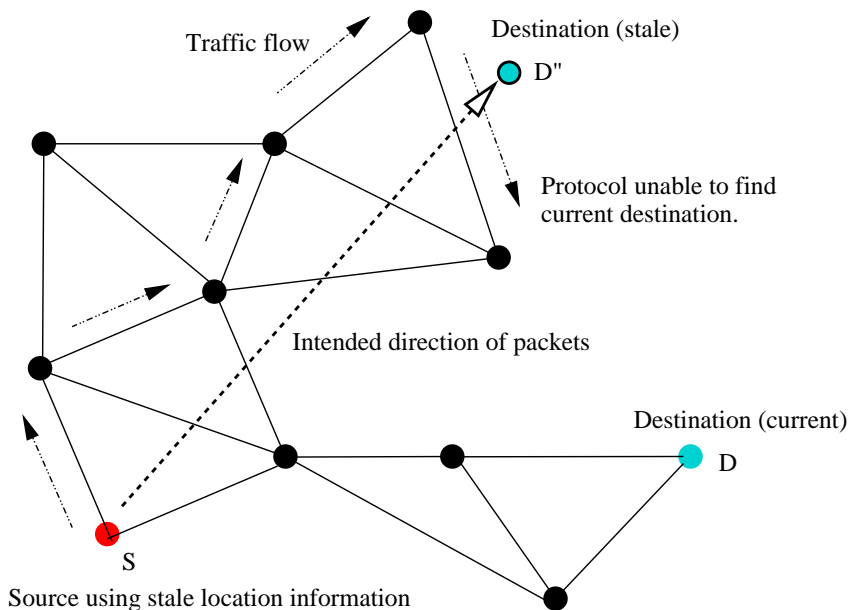 Destination (stale)
Traffic flow
D"
Protocol unable to find
current destination.
Intended direction of packets
Destination (current)
D
S
Source using stale location information